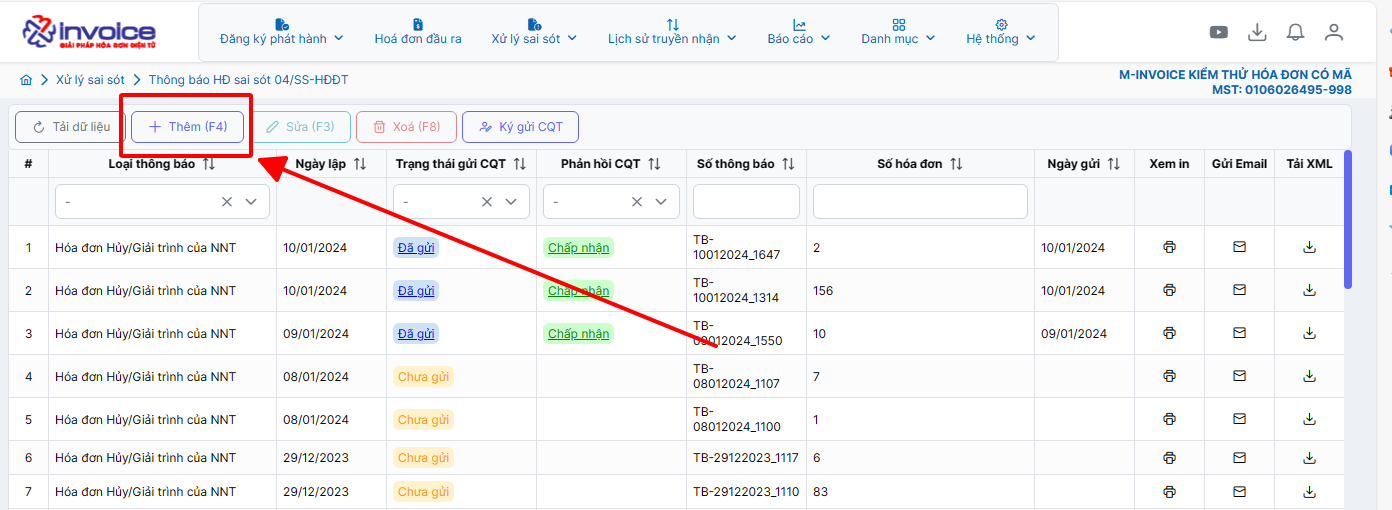 invoice
GIẢI PHÁP HÓA ĐƠN ĐIỆN TỬ
Đăng ký phát hành
Hoá đơn đầu ra
Xử lý sai sót
Lịch sử truyền nhận
Báo cáo
Danh mục
Hệ thống
Xử lý sai sót
Thông báo HĐ sai sót 04/SS-HĐĐT
M-INVOICE KIỂM THỬ HÓA ĐƠN CÓ MÃ
MST: 0106026495-998
Tải dữ liệu
Thêm (F4)
Sửa (F3)
Xoá (F8)
Ký gửi CQT
# Loại thông báo Ngày lập Trạng thái gửi CQT Phản hồi CQT Số thông báo Số hóa đơn Ngày gửi Xem in Gửi Email Tải XML
- - -
1 Hóa đơn Hủy/Giải trình của NNT 10/01/2024 Đã gửi Chấp nhận TB-
10012024_1647 2 10/01/2024
2 Hóa đơn Hủy/Giải trình của NNT 10/01/2024 Đã gửi Chấp nhận TB-
10012024_1314 156 10/01/2024
3 Hóa đơn Hủy/Giải trình của NNT 09/01/2024 Đã gửi Chấp nhận TB-
09012024_1550 10 09/01/2024
4 Hóa đơn Hủy/Giải trình của NNT 08/01/2024 Chưa gửi TB-
08012024_1107 7
5 Hóa đơn Hủy/Giải trình của NNT 08/01/2024 Chưa gửi TB-
08012024_1100 1
6 Hóa đơn Hủy/Giải trình của NNT 29/12/2023 Chưa gửi TB-29122023_1117 6
7 Hóa đơn Hủy/Giải trình của NNT 29/12/2023 Chưa gửi TB-29122023_1110 83